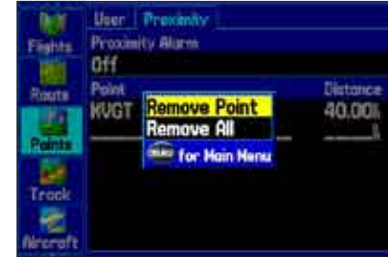 User Proximity
Flights
Proximity Alarm
Off
Route
Point Distance
KVGT 40.00
Remove Point
Remove All
for Main Menu
Points
Track
Aircraft